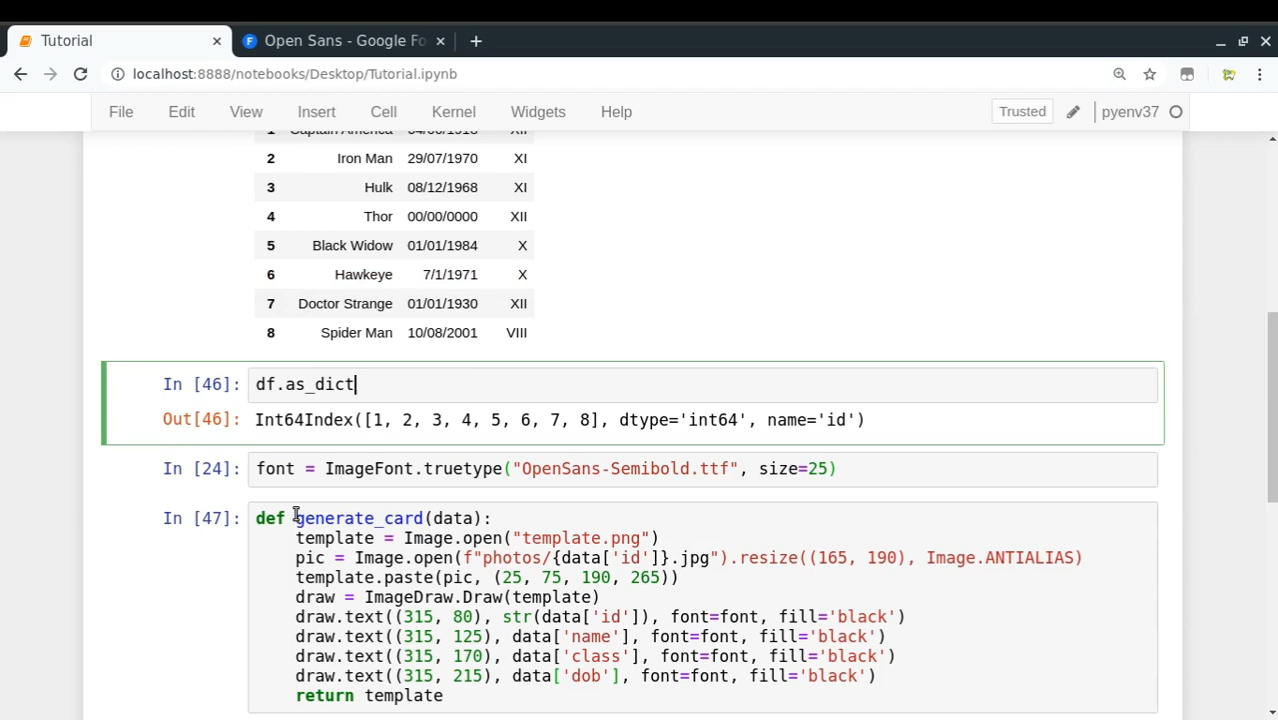 Tutorial
Open Sans - Google Fo
localhost:8888/notebooks/Desktop/Tutorial.ipynb
File Edit View Insert Cell Kernel Widgets Help Trusted pyenv37
1 Captain America 04/06/1918 XII
2 Iron Man 29/07/1970 XI
3 Hulk 08/12/1968 XI
4 Thor 00/00/0000 XII
5 Black Widow 01/01/1984 X
6 Hawkeye 7/1/1971 X
7 Doctor Strange 01/01/1930 XII
8 Spider Man 10/08/2001 VIII
In [46]: df.as_dict
Out[46]: Int64Index([1, 2, 3, 4, 5, 6, 7, 8], dtype='int64', name='id')
In [24]: font = ImageFont.truetype("OpenSans-Semibold.ttf", size=25)
In [47]: def generate_card(data):
template = Image.open("template.png")
pic = Image.open(f"photos/{data['id']}.jpg").resize((165, 190), Image.ANTIALIAS)
template.paste(pic, (25, 75, 190, 265))
draw = ImageDraw.Draw(template)
draw.text((315, 80), str(data['id']), font=font, fill='black')
draw.text((315, 125), data['name'], font=font, fill='black')
draw.text((315, 170), data['class'], font=font, fill='black')
draw.text((315, 215), data['dob'], font=font, fill='black')
return template